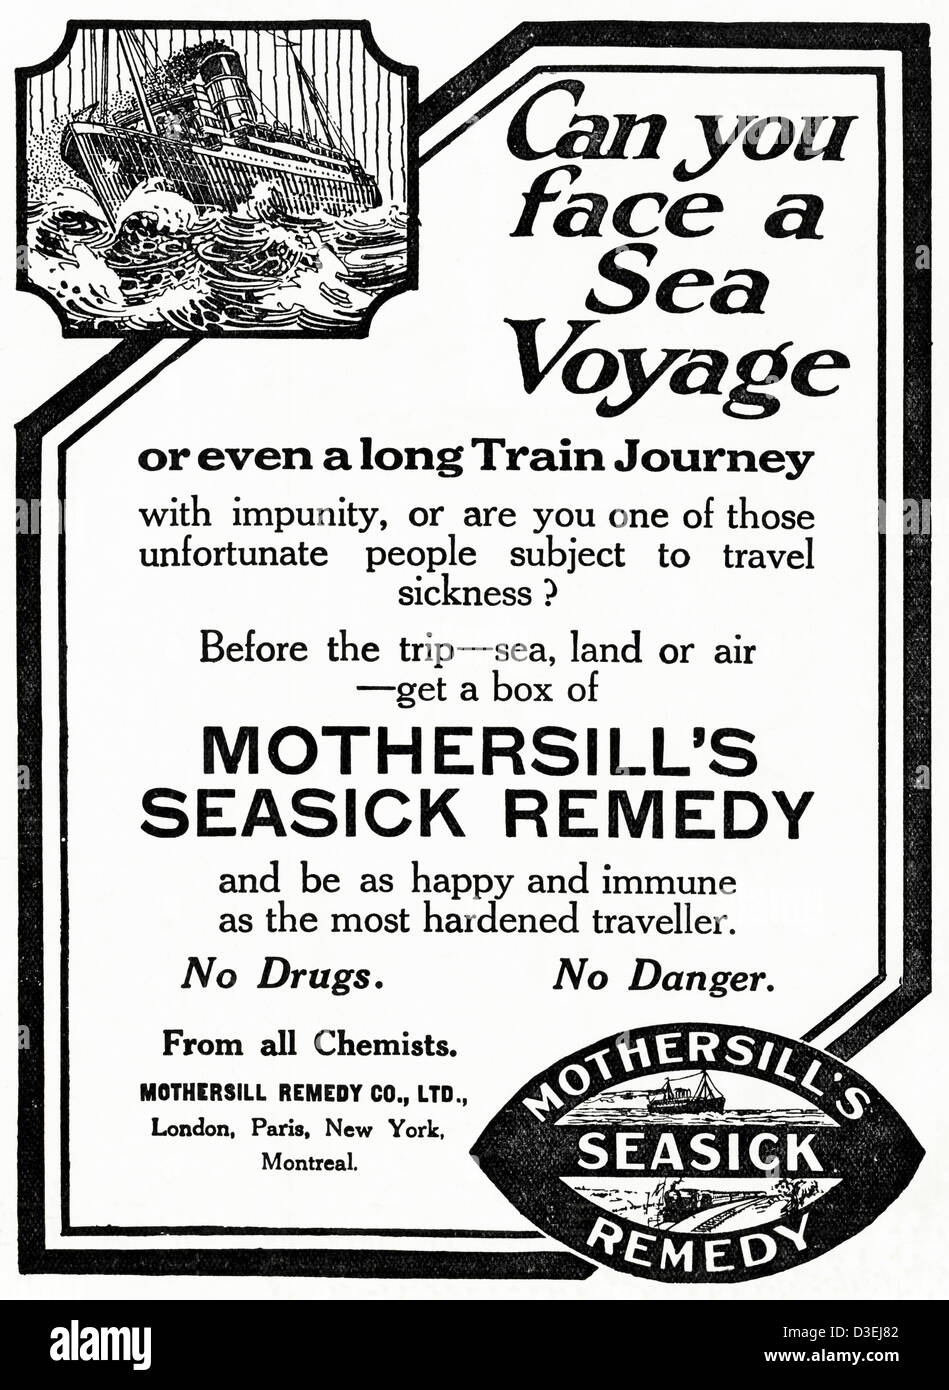 Can you
face a
Sea
Voyage
or even a long Train Journey
with impunity, or are you one of those
unfortunate people subject to travel
sickness ?
Before the trip—sea, land or air
—get a box of
MOTHERSILL'S
SEASICK REMEDY
and be as happy and immune
as the most hardened traveller.
No Drugs. No Danger.
From all Chemists.
MOTHERSILL REMEDY CO., LTD.,
London, Paris, New York,
Montreal.
MOTHERSILL'S
SEASICK
REMEDY
alamy
Image ID: D3EJ82
www.alamy.com